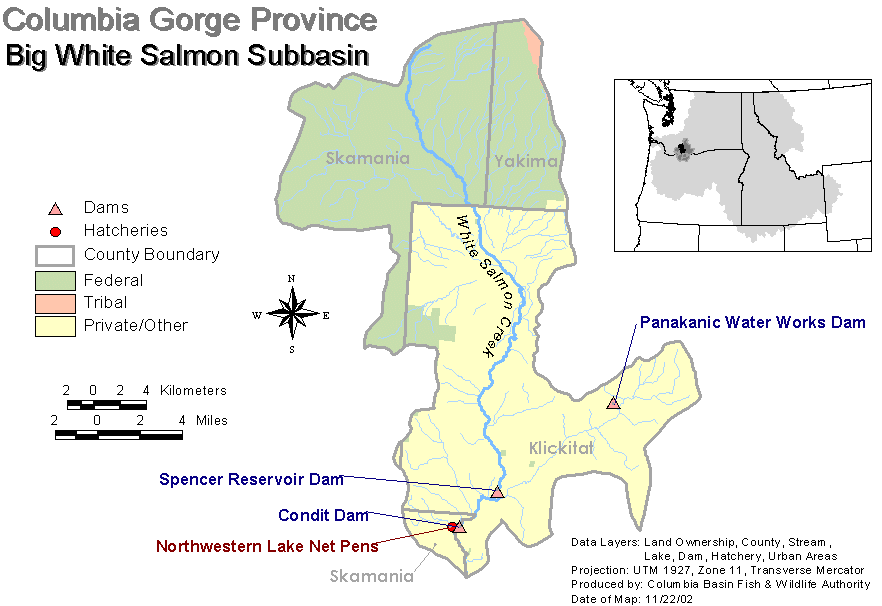 Columbia Gorge Province
Big White Salmon Subbasin
Skamania
Yakima
Dams
Hatcheries
County Boundary
Federal
Tribal
Private/Other
White Salmon Creek
N
W
E
S
Panakanic Water Works Dam
2 0 2 4 Kilometers
2 0 2 4 Miles
Klickitat
Spencer Reservoir Dam
Condit Dam
Northwestern Lake Net Pens
Skamania
Data Layers: Land Ownership, County, Stream,
Lake, Dam, Hatchery, Urban Areas
Projection: UTM 1927, Zone 11, Transverse Mercator
Produced by: Columbia Basin Fish & Wildlife Authority
Date of Map: 11/22/02